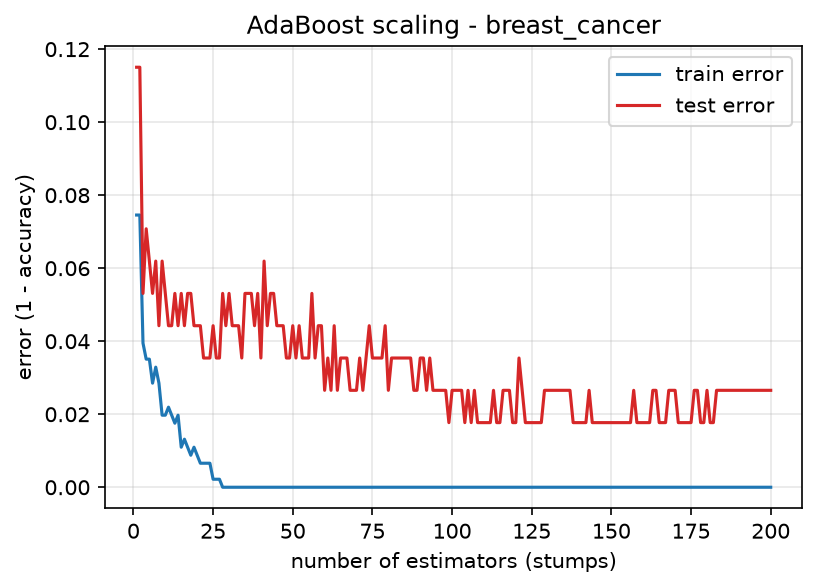 AdaBoost scaling - breast_cancer
train error
test error
error (1 - accuracy)
0.12
0.10
0.08
0.06
0.04
0.02
0.00
0 25 50 75 100 125 150 175 200
number of estimators (stumps)